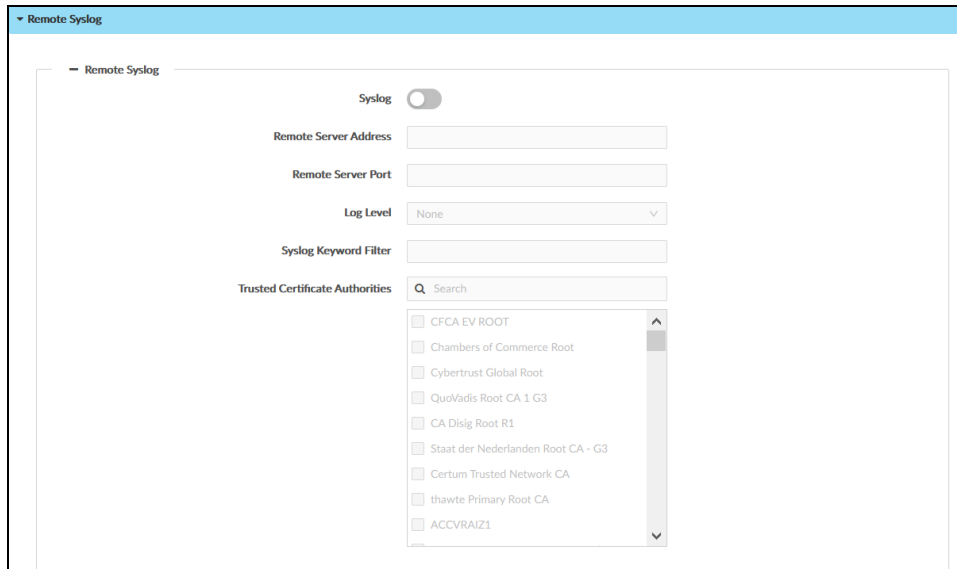 Remote Syslog
Remote Syslog
Syslog
Remote Server Address
Remote Server Port
Log Level None
Syslog Keyword Filter
Trusted Certificate Authorities Search
CFCA EV ROOT
Chambers of Commerce Root
Cybertrust Global Root
QuoVadis Root CA 1 G3
CA Disig Root R1
Staat der Nederlanden Root CA - G3
Certum Trusted Network CA
thawte Primary Root CA
ACCVRAIZ1